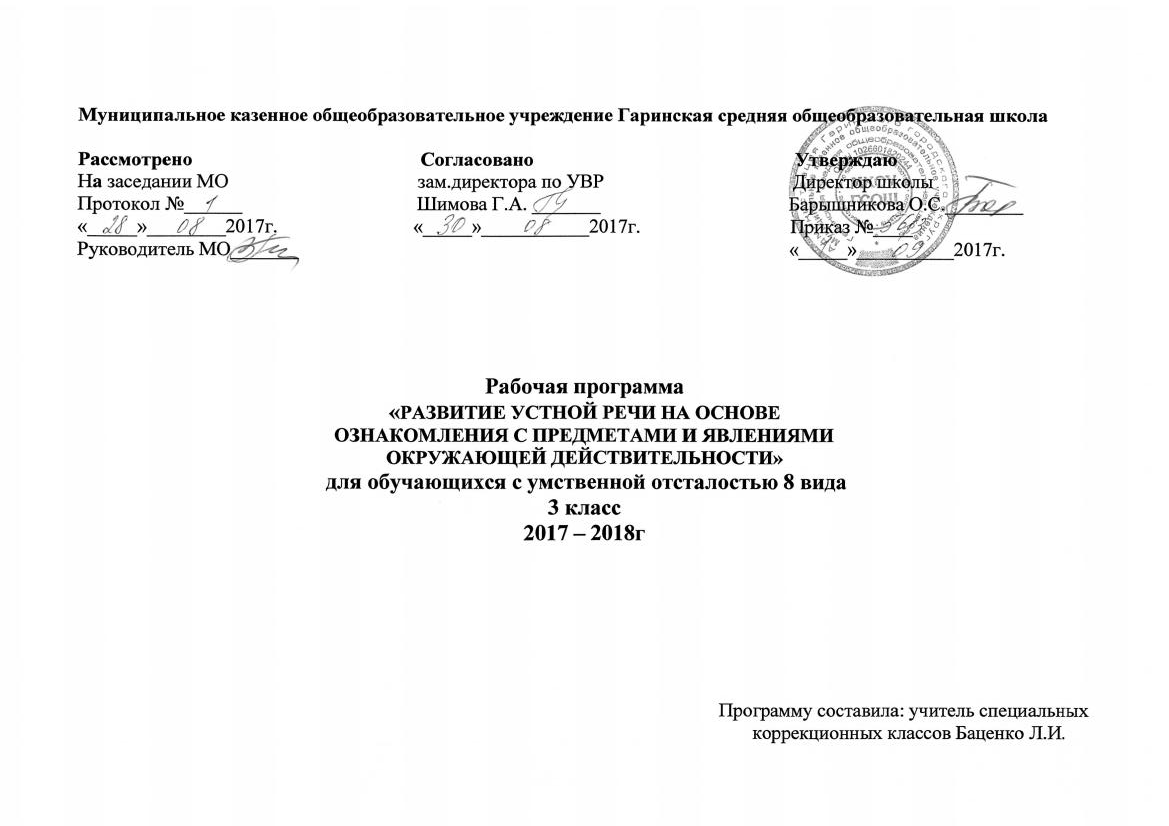 Муниципальное казенное общеобразовательное учреждение Гаринская средняя общеобразовательная школа
Рассмотрено Согласовано Утверждаю
На заседании МО зам.директора по УВР Директор школы
Протокол № 1 Шимова Г.А. Барышникова О.С.
« 28 » 08 2017г. « 30 » 08 2017г. Приказ №
Руководитель МО « » 09 2017г.
Рабочая программа
«РАЗВИТИЕ УСТНОЙ РЕЧИ НА ОСНОВЕ
ОЗНАКОМЛЕНИЯ С ПРЕДМЕТАМИ И ЯВЛЕНИЯМИ
ОКРУЖАЮЩЕЙ ДЕЙСТВИТЕЛЬНОСТИ»
для обучающихся с умственной отсталостью 8 вида
3 класс
2017 – 2018г
Программу составила: учитель специальных
коррекционных классов Баценко Л.И.